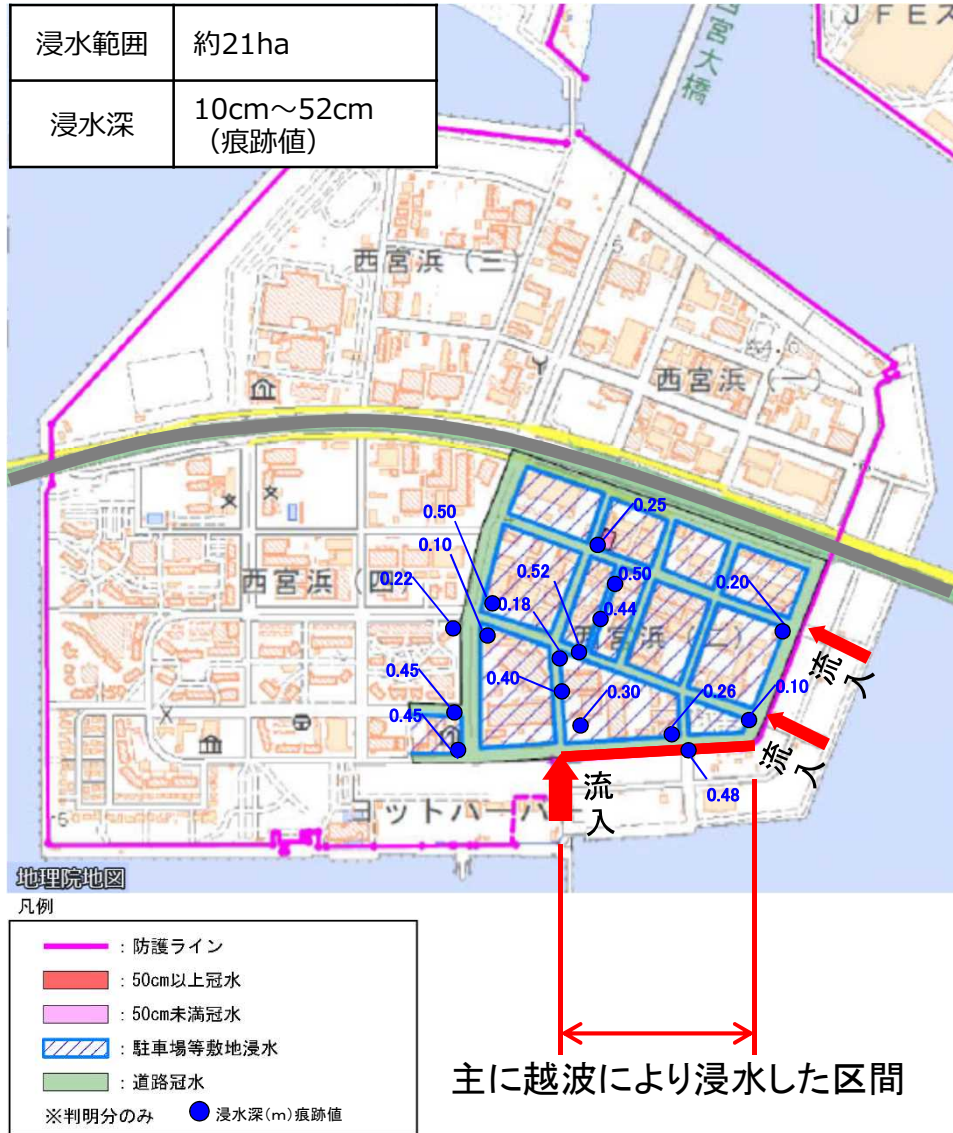 浸水範囲 約21ha
浸水深 10cm～52cm
（痕跡値）
宮大橋
JFEス
西宮浜（三）
西宮浜（一）
西宮浜（四）
西宮浜（二）
0.25
0.50
0.10
0.50
0.52
0.20
0.22
0.18
0.44
0.45
0.40
0.30
0.26
0.10
0.45
0.48
流入
流入
流入
ヨットハーバ
地理院地図
凡例
：防護ライン
：50cm以上冠水
：50cm未満冠水
：駐車場等敷地浸水
：道路冠水
※判明分のみ 浸水深(m)痕跡値
主に越波により浸水した区間